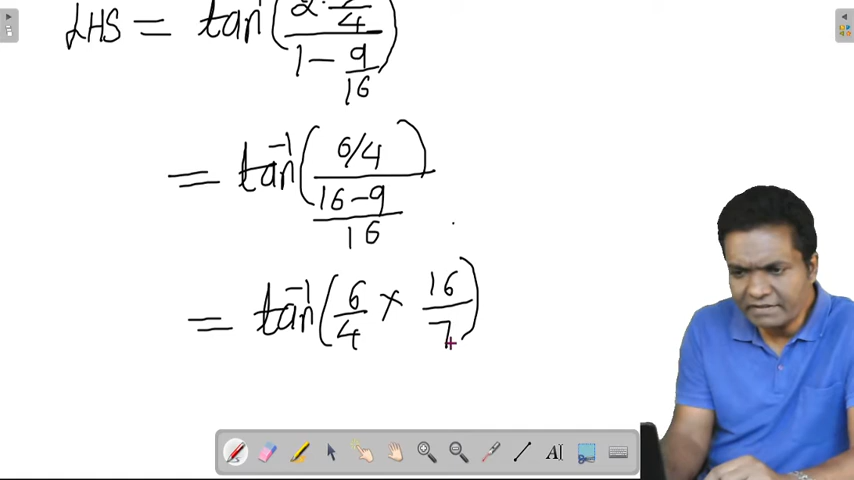 LHS = tan⁻¹(2·3/4 / (1 − 9/16))
= tan⁻¹((6/4) / ((16−9)/16))
= tan⁻¹(6/4 × 16/7)
A